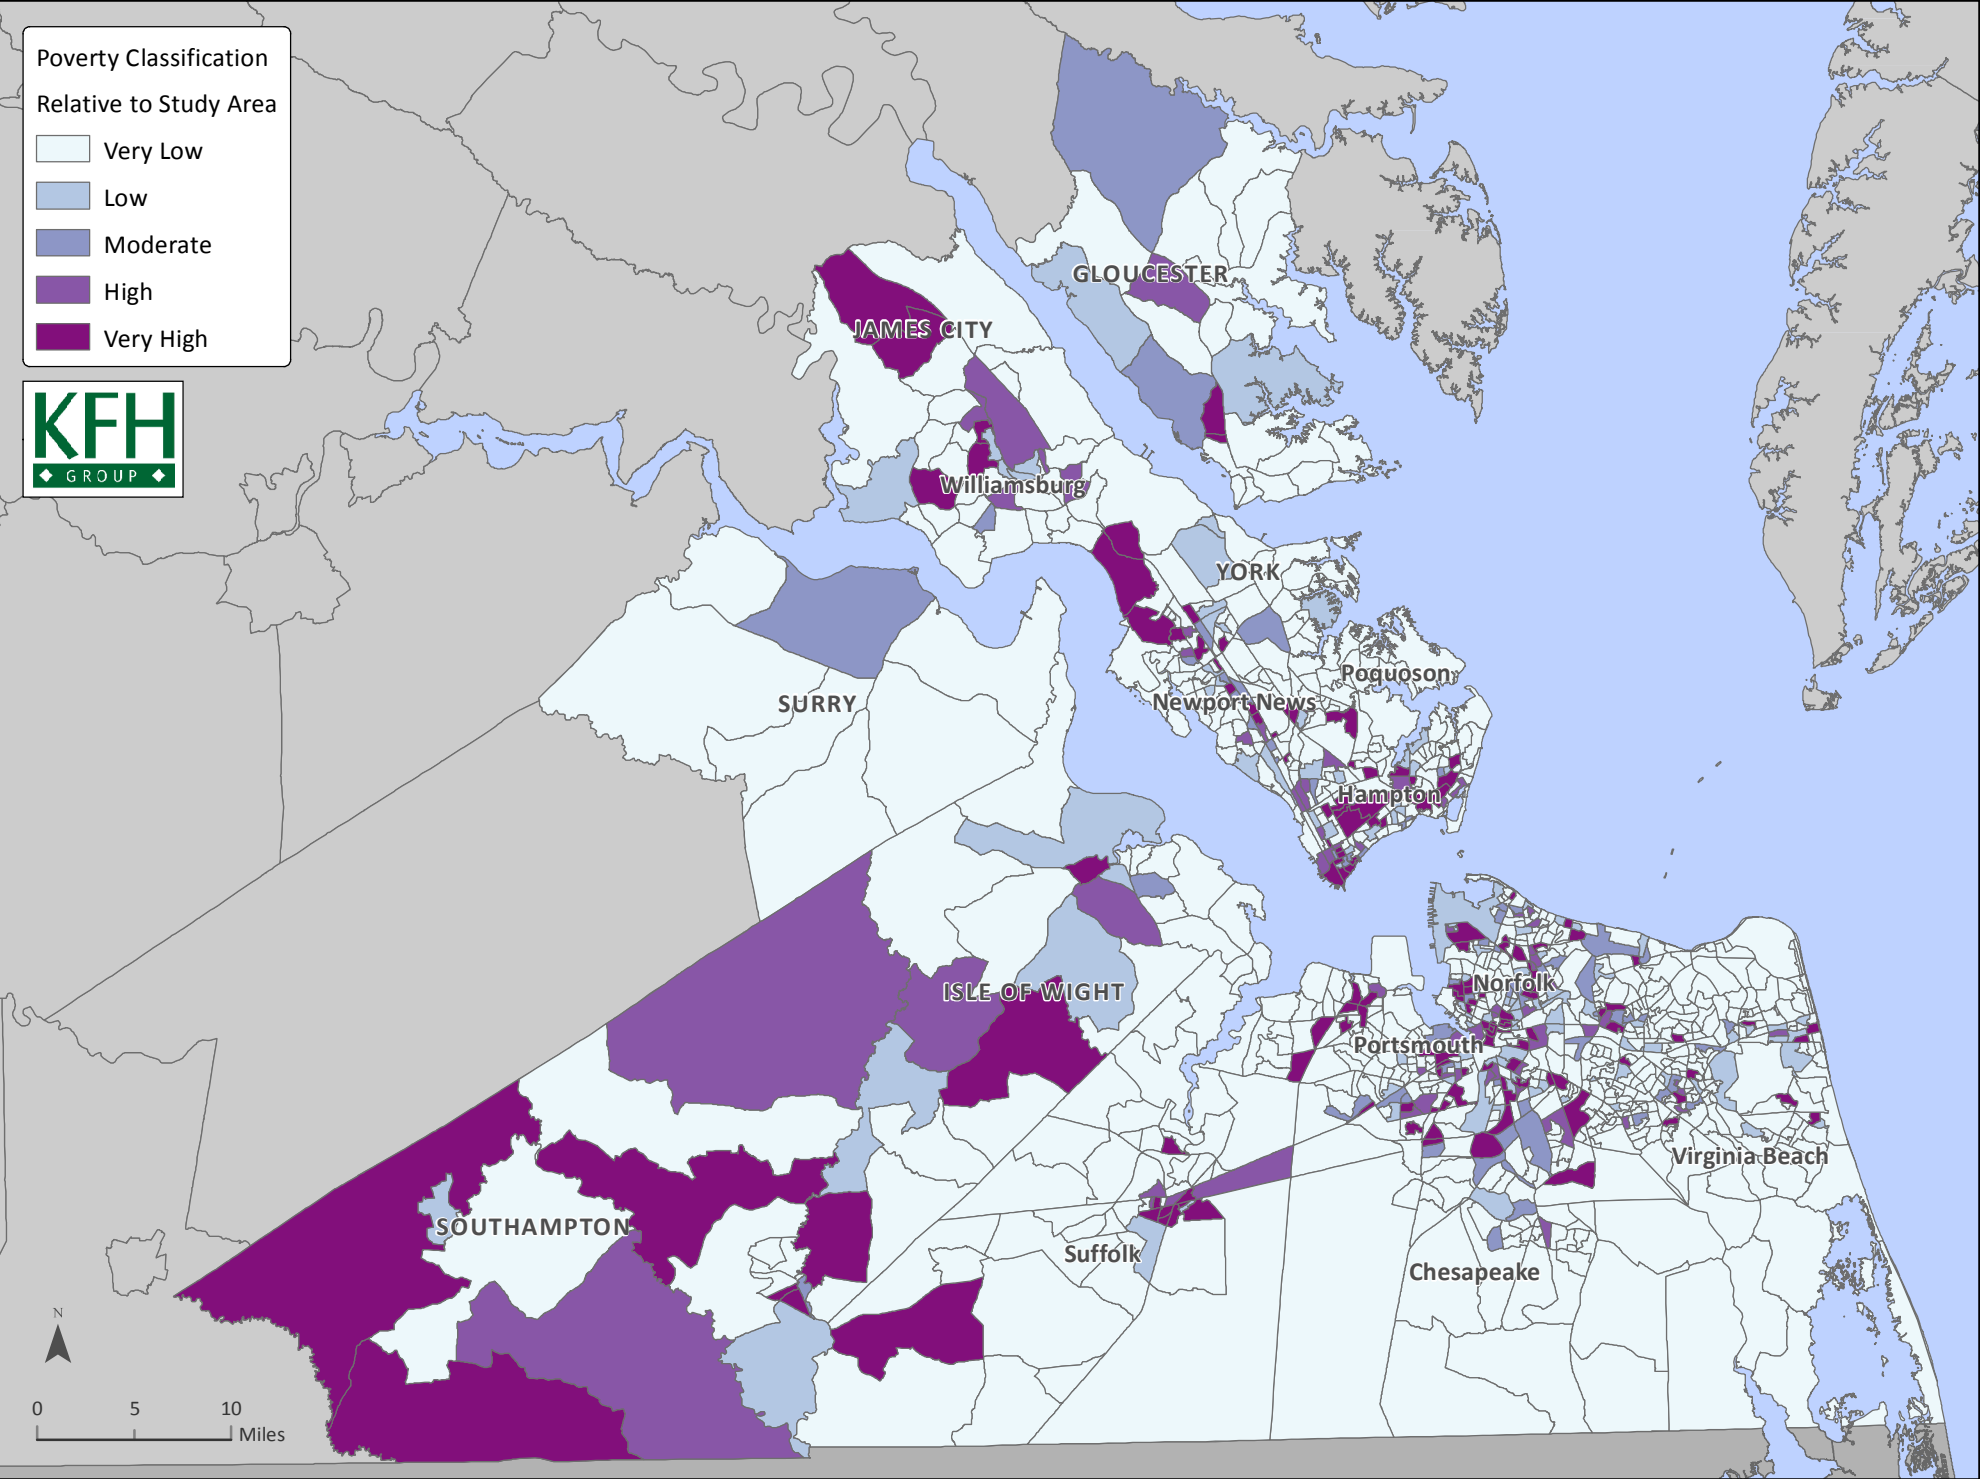 Poverty Classification
Relative to Study Area
Very Low
Low
Moderate
High
Very High
KFH
GROUP
GLOUCESTER
JAMES CITY
Williamsburg
YORK
Poquoson
SURRY
Newport News
Hampton
ISLE OF WIGHT
Norfolk
Portsmouth
Virginia Beach
SOUTHAMPTON
Suffolk
Chesapeake
N
0 5 10
Miles